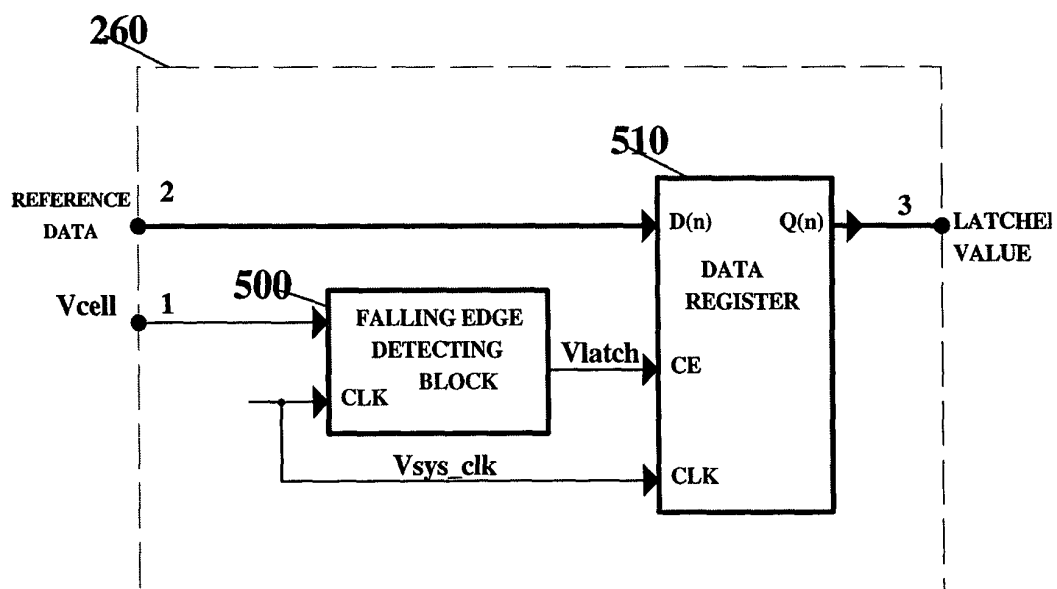 260
510
REFERENCE
DATA
2
D(n)
Q(n)
3
LATCHEI
VALUE
DATA
REGISTER
Vcell
1
500
FALLING EDGE
DETECTING
BLOCK
CLK
Vlatch
CE
Vsys_clk
CLK